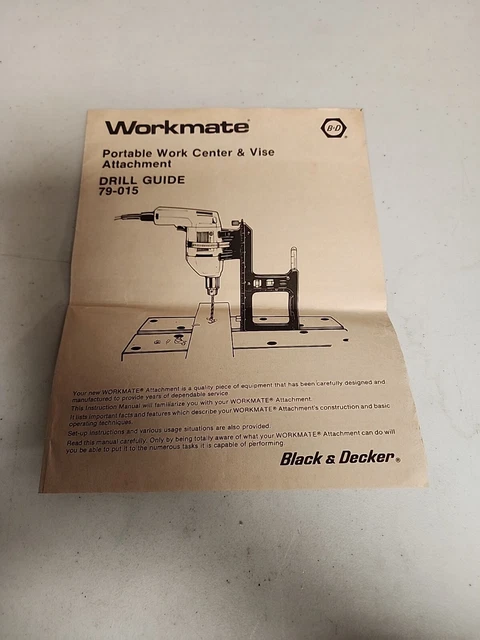 Workmate®
B&D®
Portable Work Center & Vise
Attachment
DRILL GUIDE
79-015
Your new WORKMATE® Attachment is a quality piece of equipment that has been carefully designed and
manufactured to provide years of dependable service.
This Instruction Manual will familiarize you with your WORKMATE® Attachment.
It lists important facts and features which describe your WORKMATE® Attachment's construction and basic
operating techniques.
Set-up instructions and various usage situations are also provided.
Read this manual carefully. Only by being totally aware of what your WORKMATE® Attachment can do will
you be able to put it to the numerous tasks it is capable of performing.
Black & Decker®